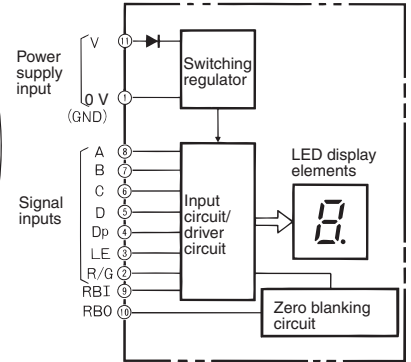 Power
supply
input
V
11
0 V
1
(GND)
Switching
regulator
Signal
inputs
A
8
B
7
C
6
D
5
Dp
4
LE
3
R/G
2
RBI
9
RBO
10
Input
circuit/
driver
circuit
LED display
elements
8.
Zero blanking
circuit